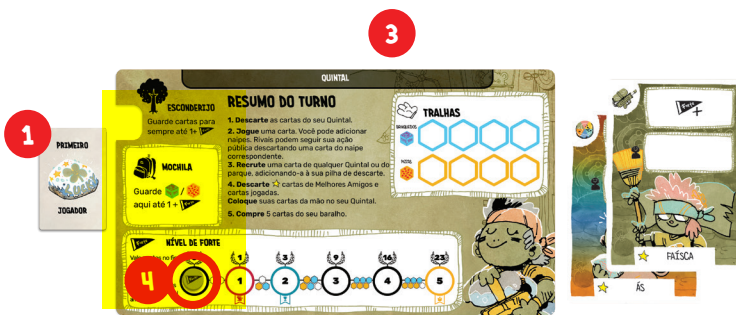 3
QUINTAL
1
PRIMEIRO
JOGADOR
ESCONDERIJO
Guarde cartas para
sempre até 1+
MOCHILA
Guarde /
aqui até 1 +
RESUMO DO TURNO
1. Descarte as cartas do seu Quintal.
2. Jogue uma carta. Você pode adicionar
naipes. Rivais podem seguir sua ação
pública descartando uma carta do naipe
correspondente.
3. Recrute uma carta de qualquer Quintal ou do
parque, adicionando-a à sua pilha de descarte.
4. Descarte cartas de Melhores Amigos e
cartas jogadas.
Coloque suas cartas da mão no seu Quintal.
5. Compre 5 cartas do seu baralho.
TRALHAS
BRINQUEDOS
PIZZAS
NÍVEL DE FORTE
4
1 3 9 16 23
1 2 3 4 5
Forte +
FAÍSCA
ÁS